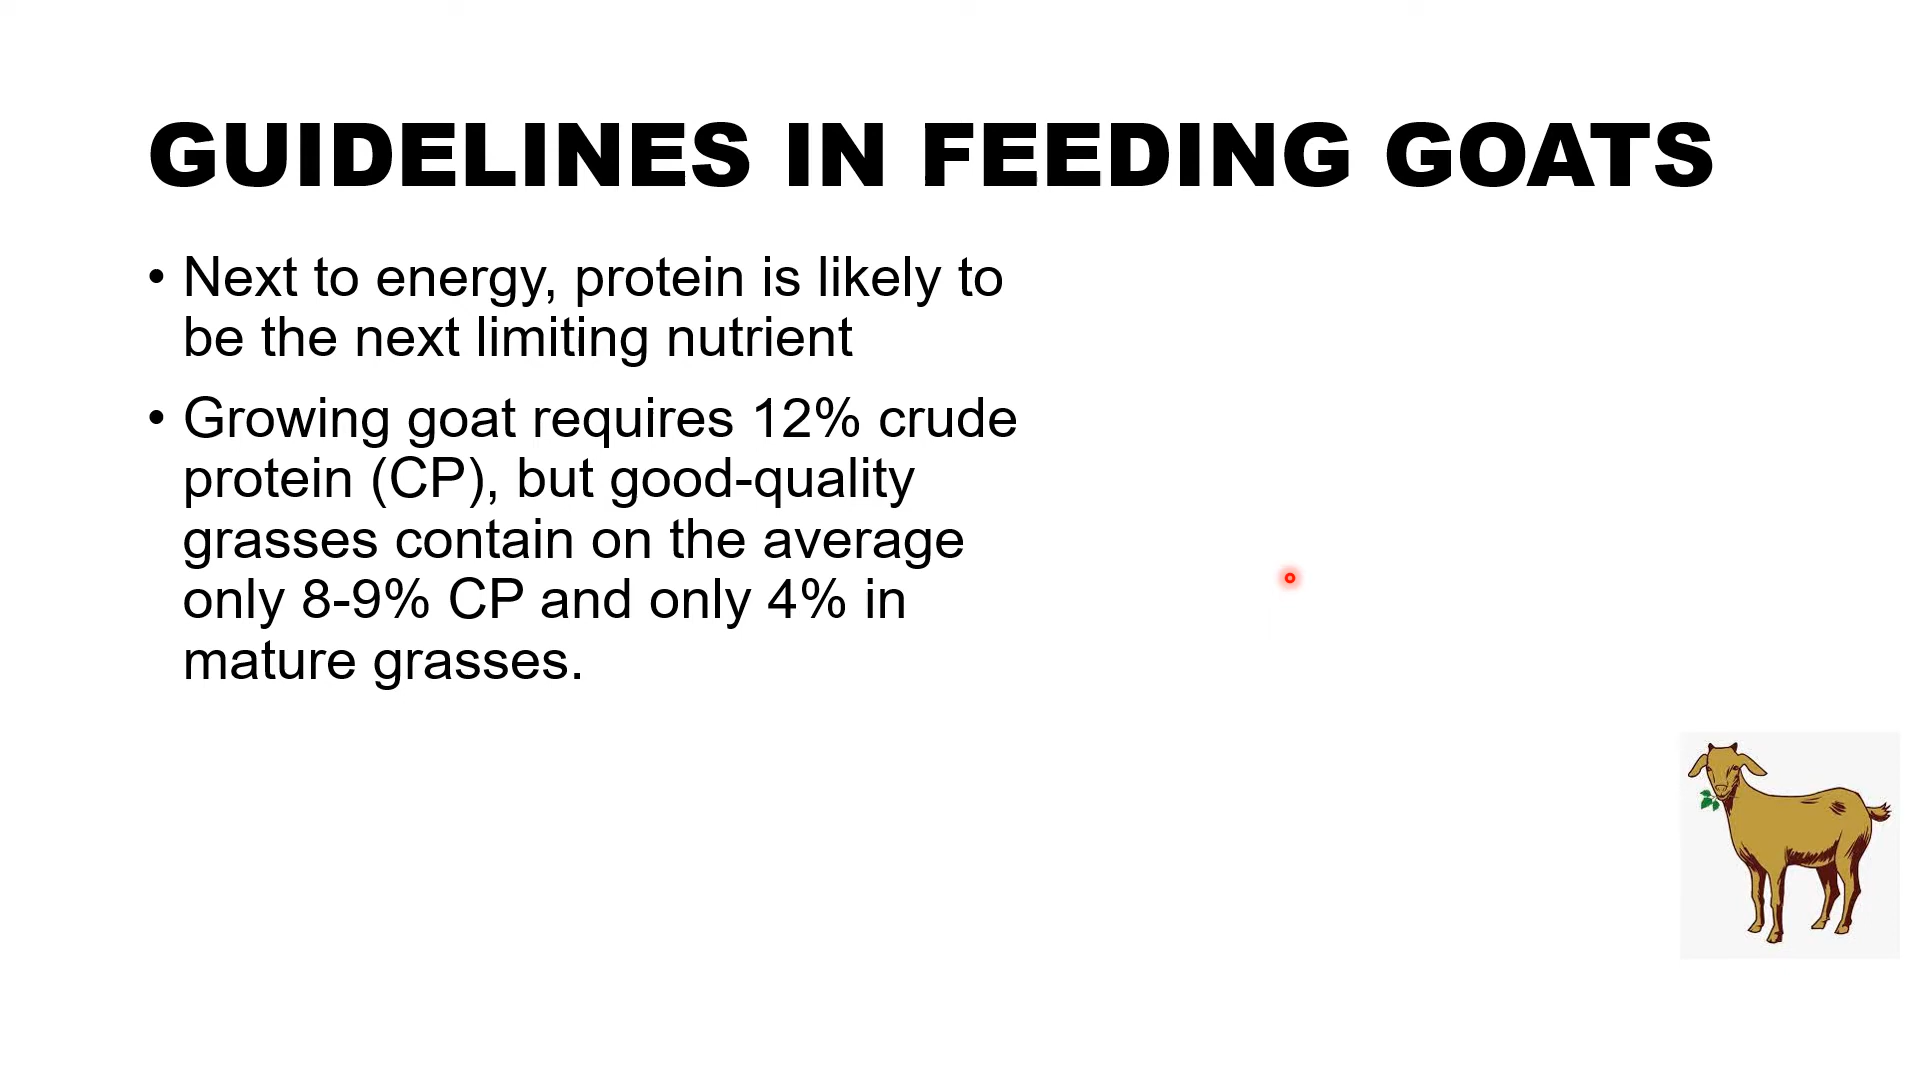 GUIDELINES IN FEEDING GOATS
• Next to energy, protein is likely to
be the next limiting nutrient
• Growing goat requires 12% crude
protein (CP), but good-quality
grasses contain on the average
only 8-9% CP and only 4% in
mature grasses.